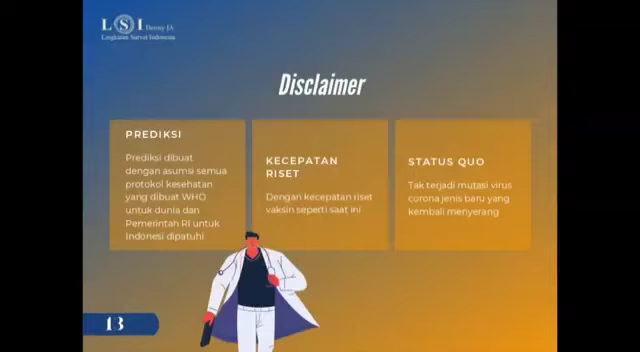 LSI Denny JA
Lingkaran Survei Indonesia
Disclaimer
PREDIKSI
Prediksi dibuat
dengan asumsi semua
protokol kesehatan
yang dibuat WHO
untuk dunia dan
Pemerintah RI untuk
Indonesi dipatuhi
KECEPATAN
RISET
Dengan kecepatan riset
vaksin seperti saat ini
STATUS QUO
Tak terjadi mutasi virus
corona jenis baru yang
kembali menyerang
13